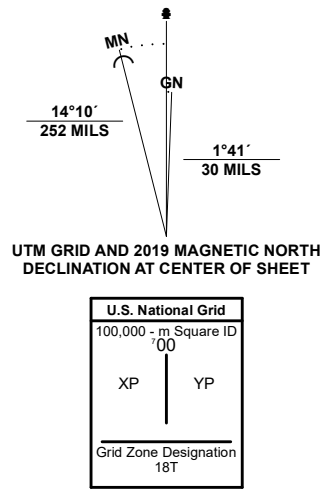 MN
GN
14°10´
252 MILS
1°41´
30 MILS
UTM GRID AND 2019 MAGNETIC NORTH
DECLINATION AT CENTER OF SHEET
U.S. National Grid
100,000 - m Square ID
⁷00
XP YP
Grid Zone Designation
18T